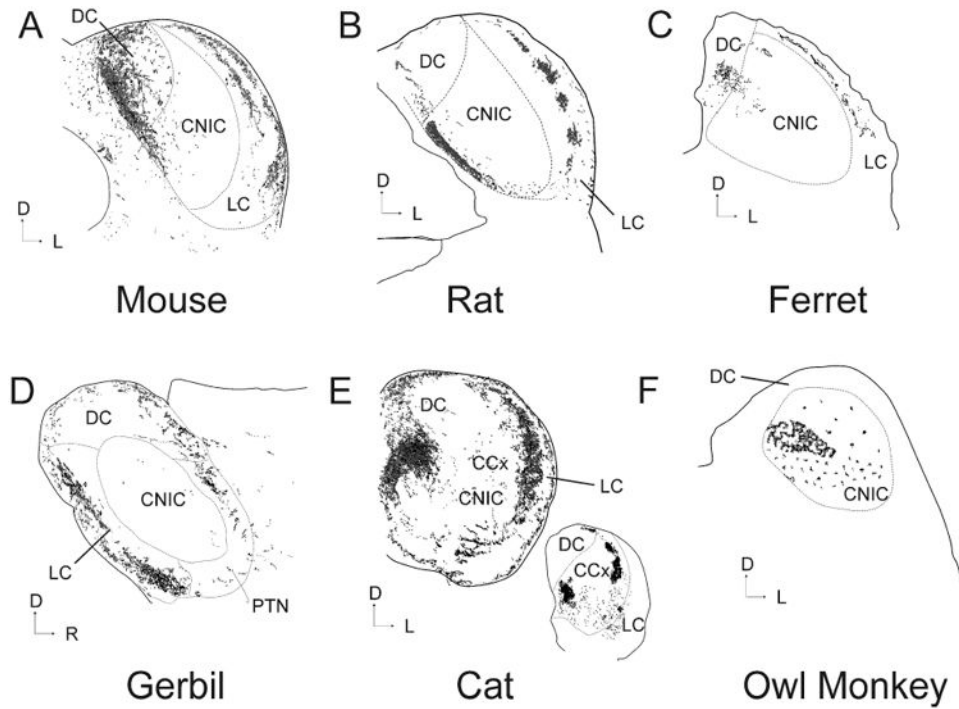 A
DC
CNIC
LC
D
L
Mouse
B
DC
CNIC
LC
D
L
Rat
C
DC
CNIC
LC
D
L
Ferret
D
DC
CNIC
LC
PTN
D
R
Gerbil
E
DC
CCx
CNIC
LC
D
L
DC
CCx
LC
Cat
F
DC
CNIC
D
L
Owl Monkey